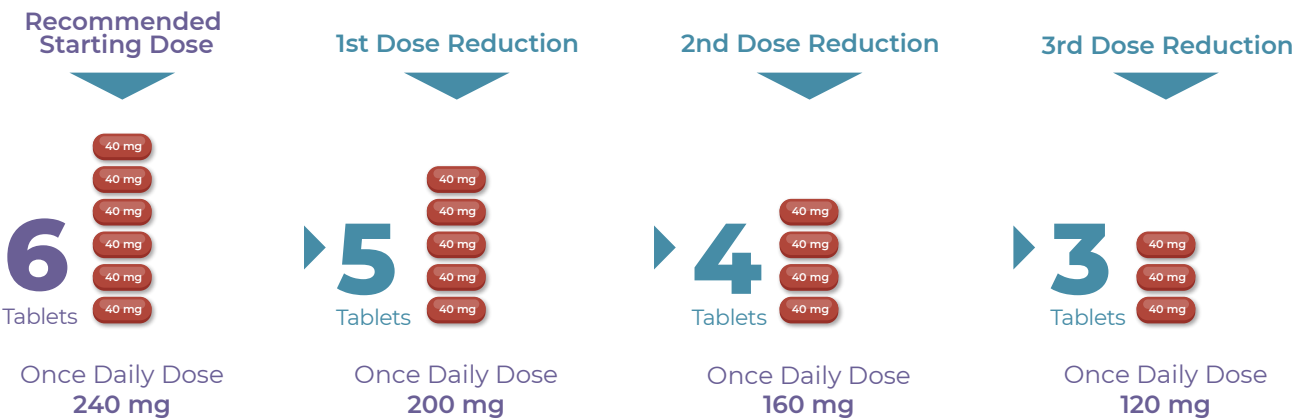 Recommended
Starting Dose
40 mg
40 mg
40 mg
40 mg
40 mg
40 mg
6
Tablets
Once Daily Dose
240 mg
1st Dose Reduction
40 mg
40 mg
40 mg
40 mg
40 mg
5
Tablets
Once Daily Dose
200 mg
2nd Dose Reduction
40 mg
40 mg
40 mg
40 mg
4
Tablets
Once Daily Dose
160 mg
3rd Dose Reduction
40 mg
40 mg
40 mg
3
Tablets
Once Daily Dose
120 mg